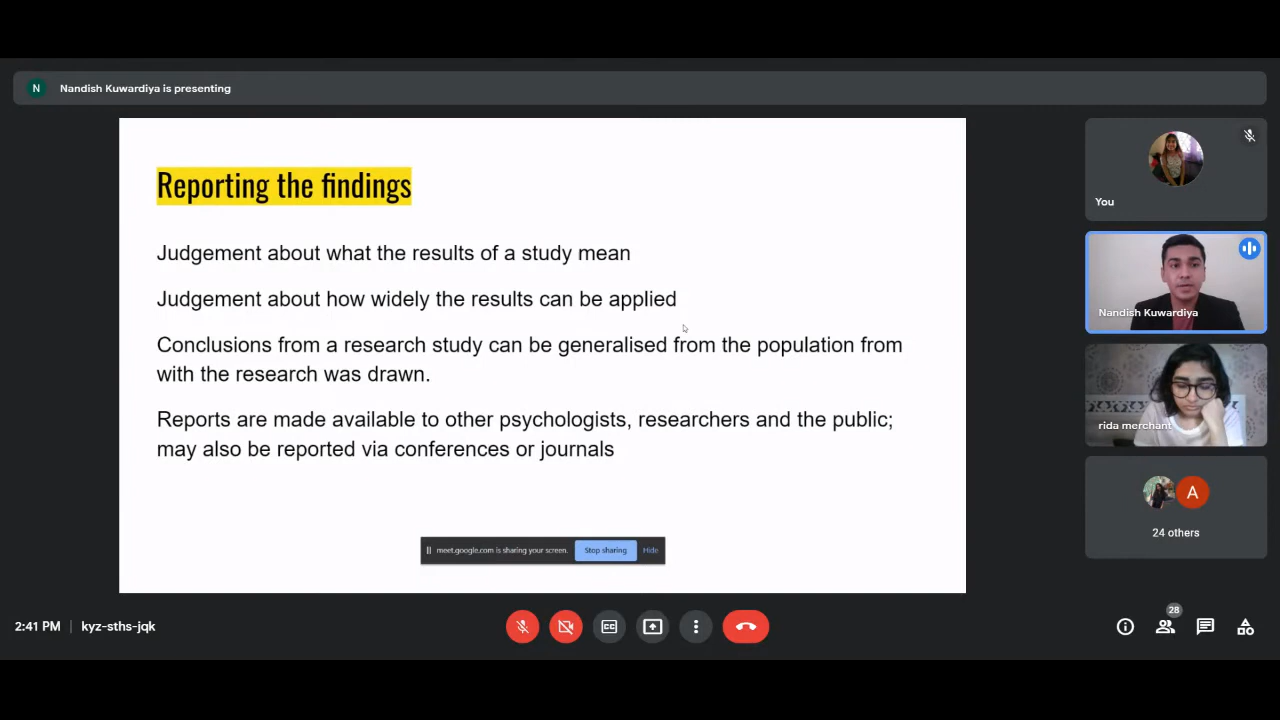 N Nandish Kuwardiya is presenting
Reporting the findings
Judgement about what the results of a study mean
Judgement about how widely the results can be applied
Conclusions from a research study can be generalised from the population from
with the research was drawn.
Reports are made available to other psychologists, researchers and the public;
may also be reported via conferences or journals
meet.google.com is sharing your screen. Stop sharing Hide
You
Nandish Kuwardiya
rida merchant
A
24 others
2:41 PM | kyz-sths-jqk
CC
28